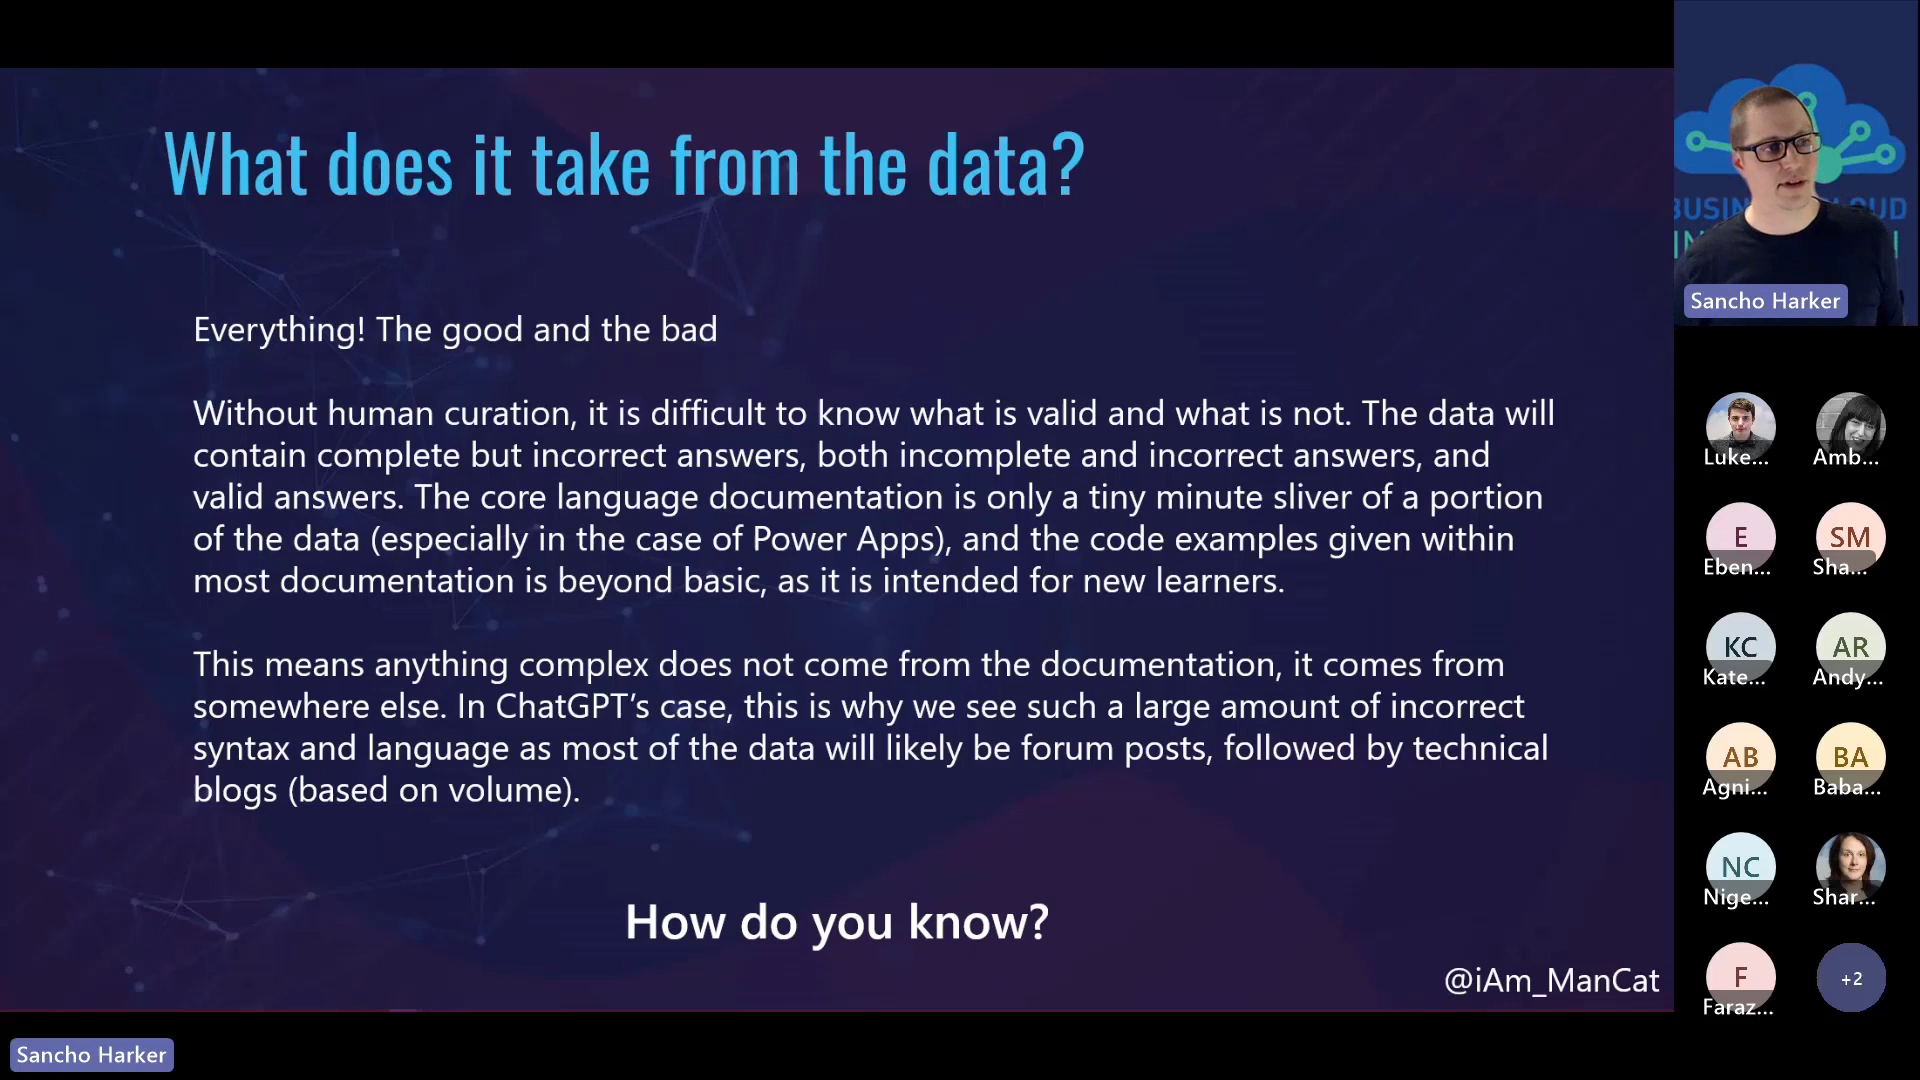 What does it take from the data?
Everything! The good and the bad
Without human curation, it is difficult to know what is valid and what is not. The data will
contain complete but incorrect answers, both incomplete and incorrect answers, and
valid answers. The core language documentation is only a tiny minute sliver of a portion
of the data (especially in the case of Power Apps), and the code examples given within
most documentation is beyond basic, as it is intended for new learners.
This means anything complex does not come from the documentation, it comes from
somewhere else. In ChatGPT’s case, this is why we see such a large amount of incorrect
syntax and language as most of the data will likely be forum posts, followed by technical
blogs (based on volume).
How do you know?
@iAm_ManCat
Sancho Harker
Sancho Harker
Luke...
Amb...
E
Eben...
SM
Sha...
KC
Kate...
AR
Andy...
AB
Agni...
BA
Baba...
NC
Nige...
Shar...
F
Faraz...
+2